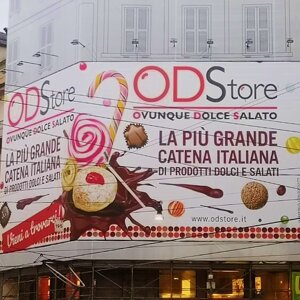 ODStore
OVUNQUE DOLCE SALATO
LA PIÙ GRANDE
CATENA ITALIANA
DI PRODOTTI DOLCI E SALATI
Vieni a trovarci!
ODStore
OVUNQUE DOLCE SALATO
LA PIÙ GRANDE
CATENA ITALIANA
DI PRODOTTI DOLCI E SALATI
www.odstore.it